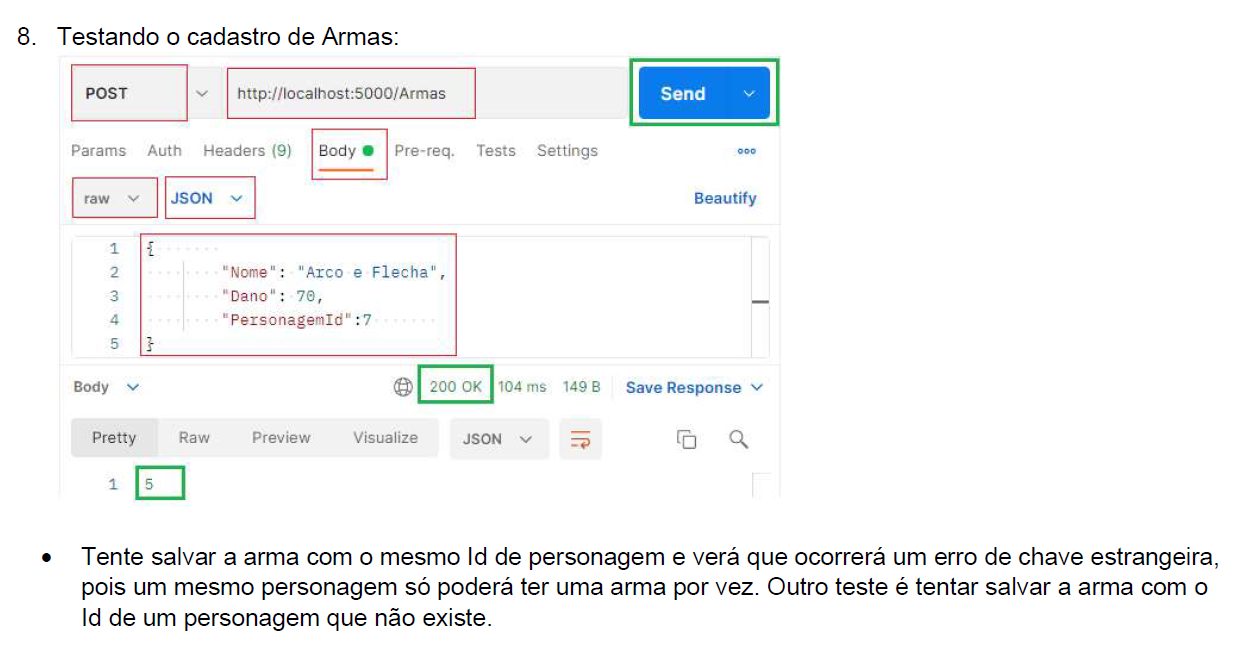 8. Testando o cadastro de Armas:
POST http://localhost:5000/Armas Send
Params Auth Headers (9) Body Pre-req. Tests Settings
raw JSON Beautify
1 {
2 "Nome": "Arco e Flecha",
3 "Dano": 70,
4 "PersonagemId":7
5 }
Body 200 OK 104 ms 149 B Save Response
Pretty Raw Preview Visualize JSON
1 5
• Tente salvar a arma com o mesmo Id de personagem e verá que ocorrerá um erro de chave estrangeira,
pois um mesmo personagem só poderá ter uma arma por vez. Outro teste é tentar salvar a arma com o
Id de um personagem que não existe.